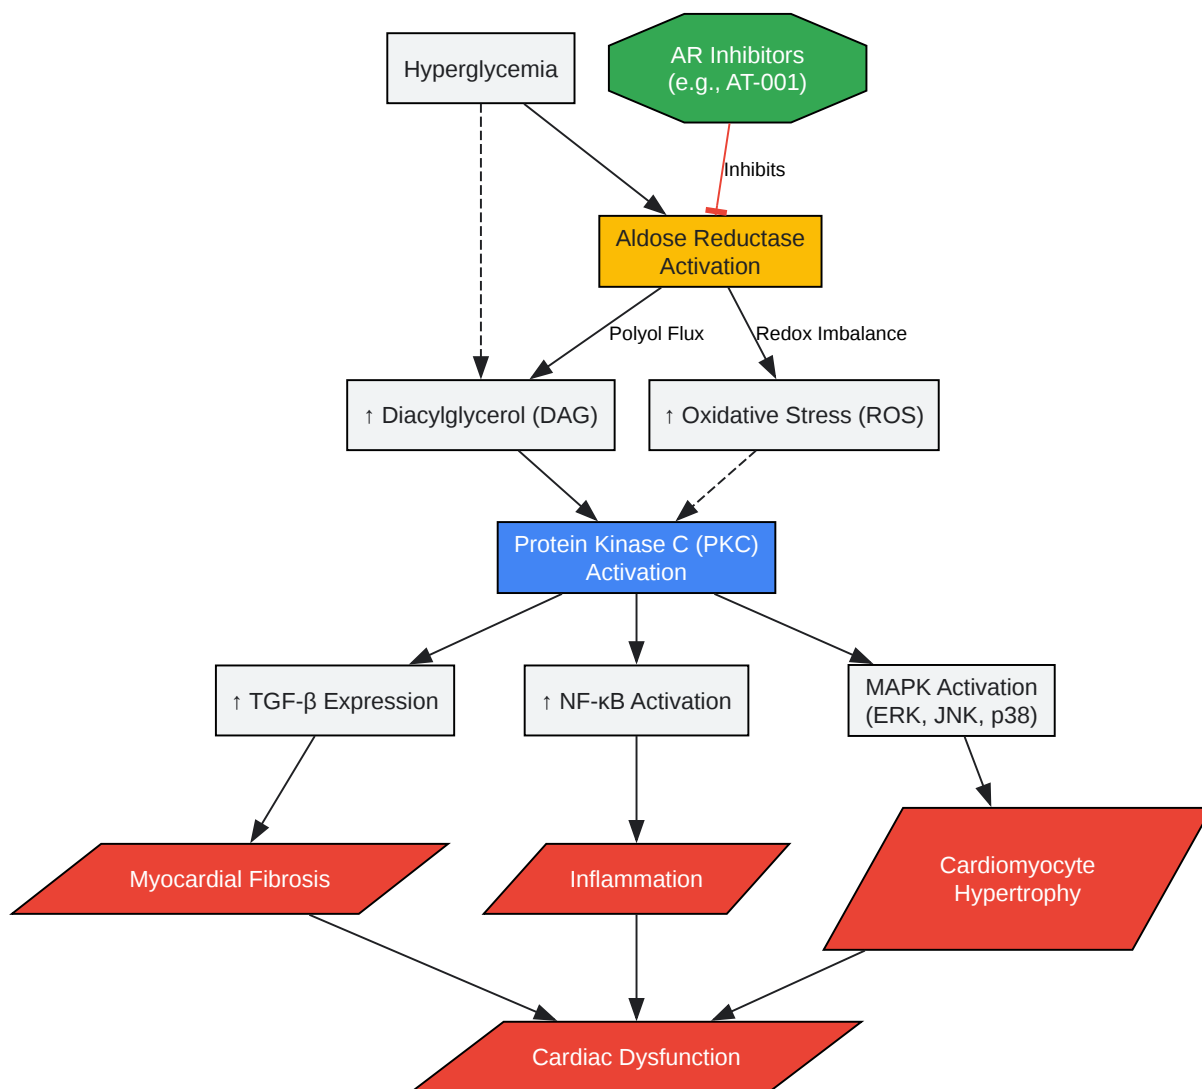 Hyperglycemia
AR Inhibitors
(e.g., AT-001)
Inhibits
Aldose Reductase
Activation
Polyol Flux
Redox Imbalance
↑ Diacylglycerol (DAG)
↑ Oxidative Stress (ROS)
Protein Kinase C (PKC)
Activation
↑ TGF-β Expression
↑ NF-κB Activation
MAPK Activation
(ERK, JNK, p38)
Myocardial Fibrosis
Inflammation
Cardiomyocyte
Hypertrophy
Cardiac Dysfunction